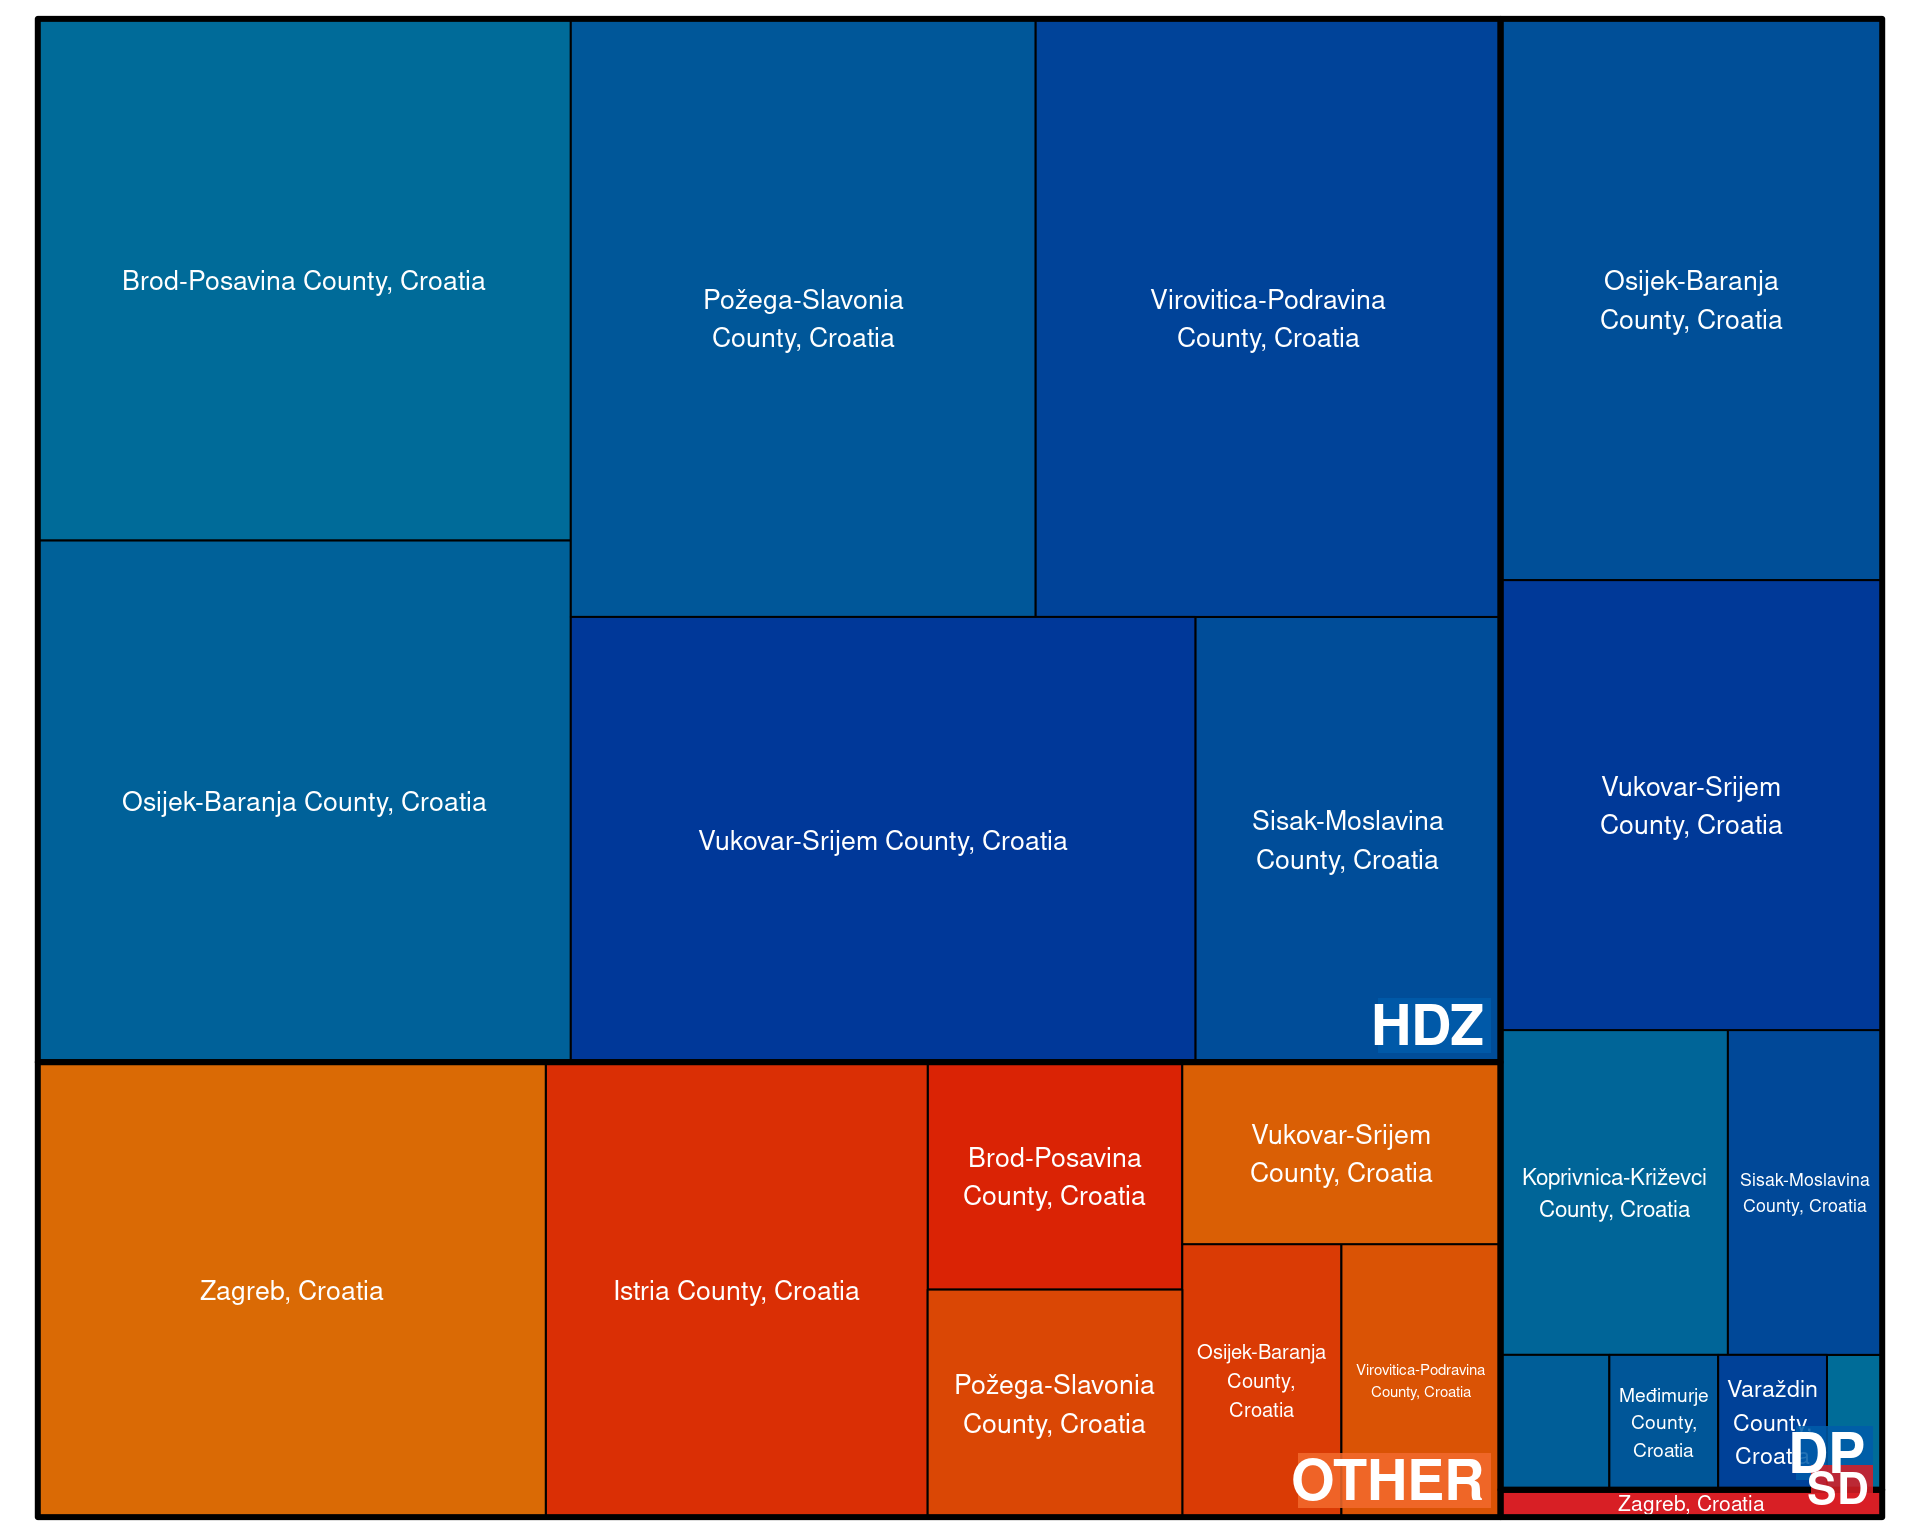 Brod-Posavina County, Croatia
Požega-Slavonia
County, Croatia
Virovitica-Podravina
County, Croatia
Osijek-Baranja
County, Croatia
Osijek-Baranja County, Croatia
Vukovar-Srijem County, Croatia
Sisak-Moslavina
County, Croatia
HDZ
Vukovar-Srijem
County, Croatia
Zagreb, Croatia
Istria County, Croatia
Brod-Posavina
County, Croatia
Požega-Slavonia
County, Croatia
Vukovar-Srijem
County, Croatia
Osijek-Baranja
County,
Croatia
Virovitica-Podravina
County, Croatia
OTHER
Koprivnica-Križevci
County, Croatia
Sisak-Moslavina
County, Croatia
Međimurje
County,
Croatia
Varaždin
County,
Croatia
DP
SD
Zagreb, Croatia